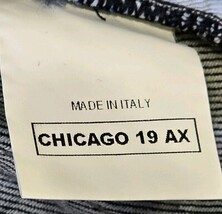 MADE IN ITALY
CHICAGO 19 AX